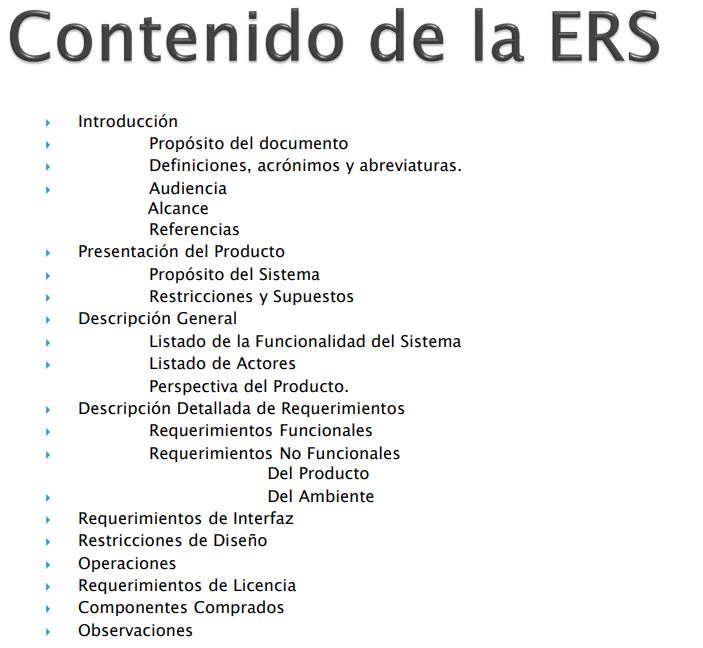 Contenido de la ERS
Introducción
Propósito del documento
Definiciones, acrónimos y abreviaturas.
Audiencia
Alcance
Referencias
Presentación del Producto
Propósito del Sistema
Restricciones y Supuestos
Descripción General
Listado de la Funcionalidad del Sistema
Listado de Actores
Perspectiva del Producto.
Descripción Detallada de Requerimientos
Requerimientos Funcionales
Requerimientos No Funcionales
Del Producto
Del Ambiente
Requerimientos de Interfaz
Restricciones de Diseño
Operaciones
Requerimientos de Licencia
Componentes Comprados
Observaciones